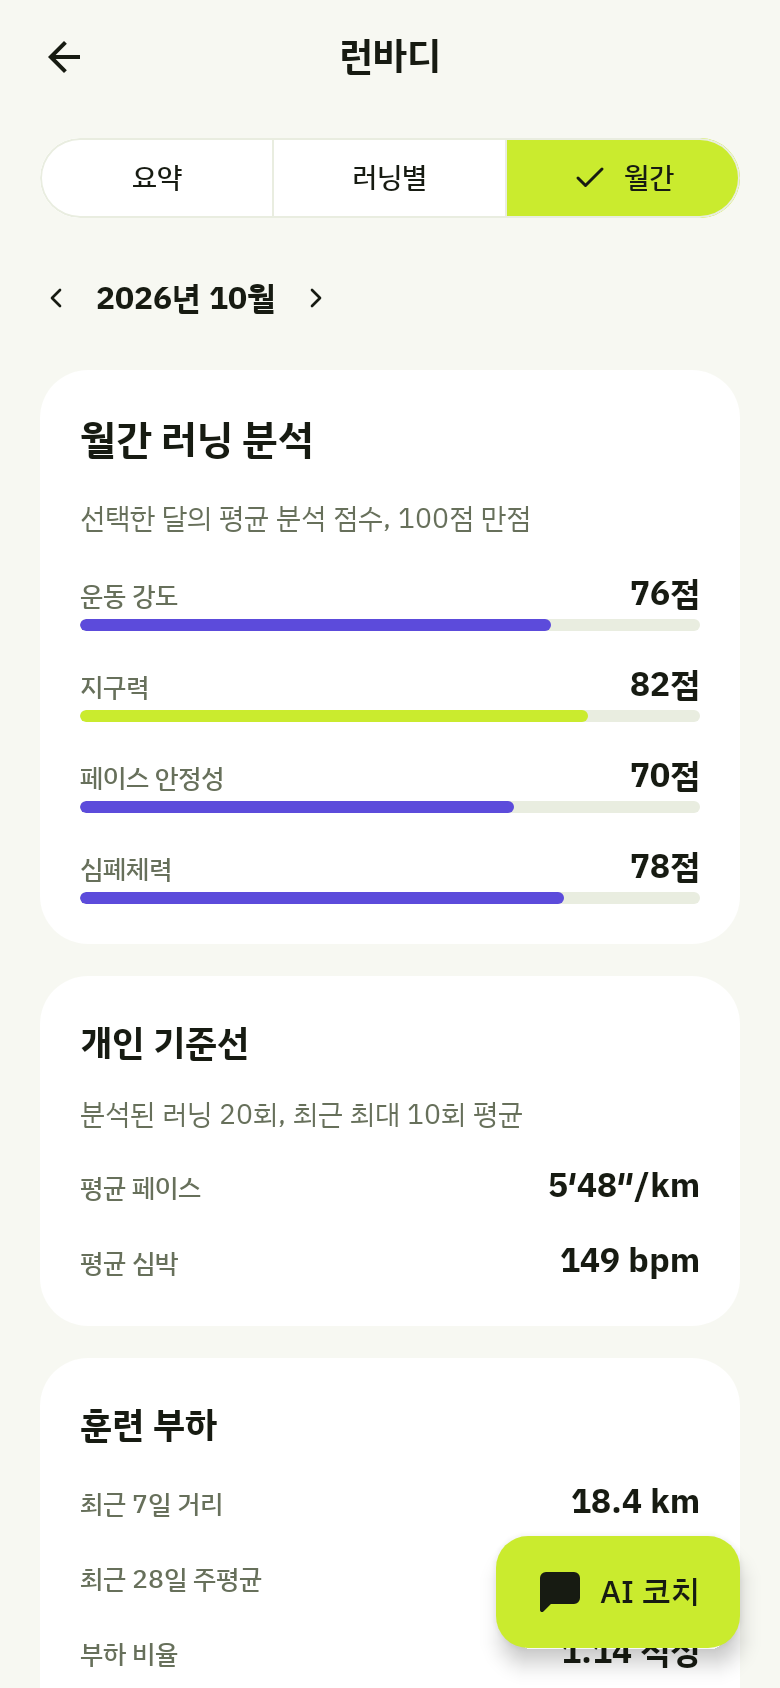 런바디
요약
러닝별
월간
2026년 10월
월간 러닝 분석
선택한 달의 평균 분석 점수, 100점 만점
운동 강도
76점
지구력
82점
페이스 안정성
70점
심폐체력
78점
개인 기준선
분석된 러닝 20회, 최근 최대 10회 평균
평균 페이스
5′48″/km
평균 심박
149 bpm
훈련 부하
최근 7일 거리
18.4 km
최근 28일 주평균
AI 코치
부하 비율
1.14 적정